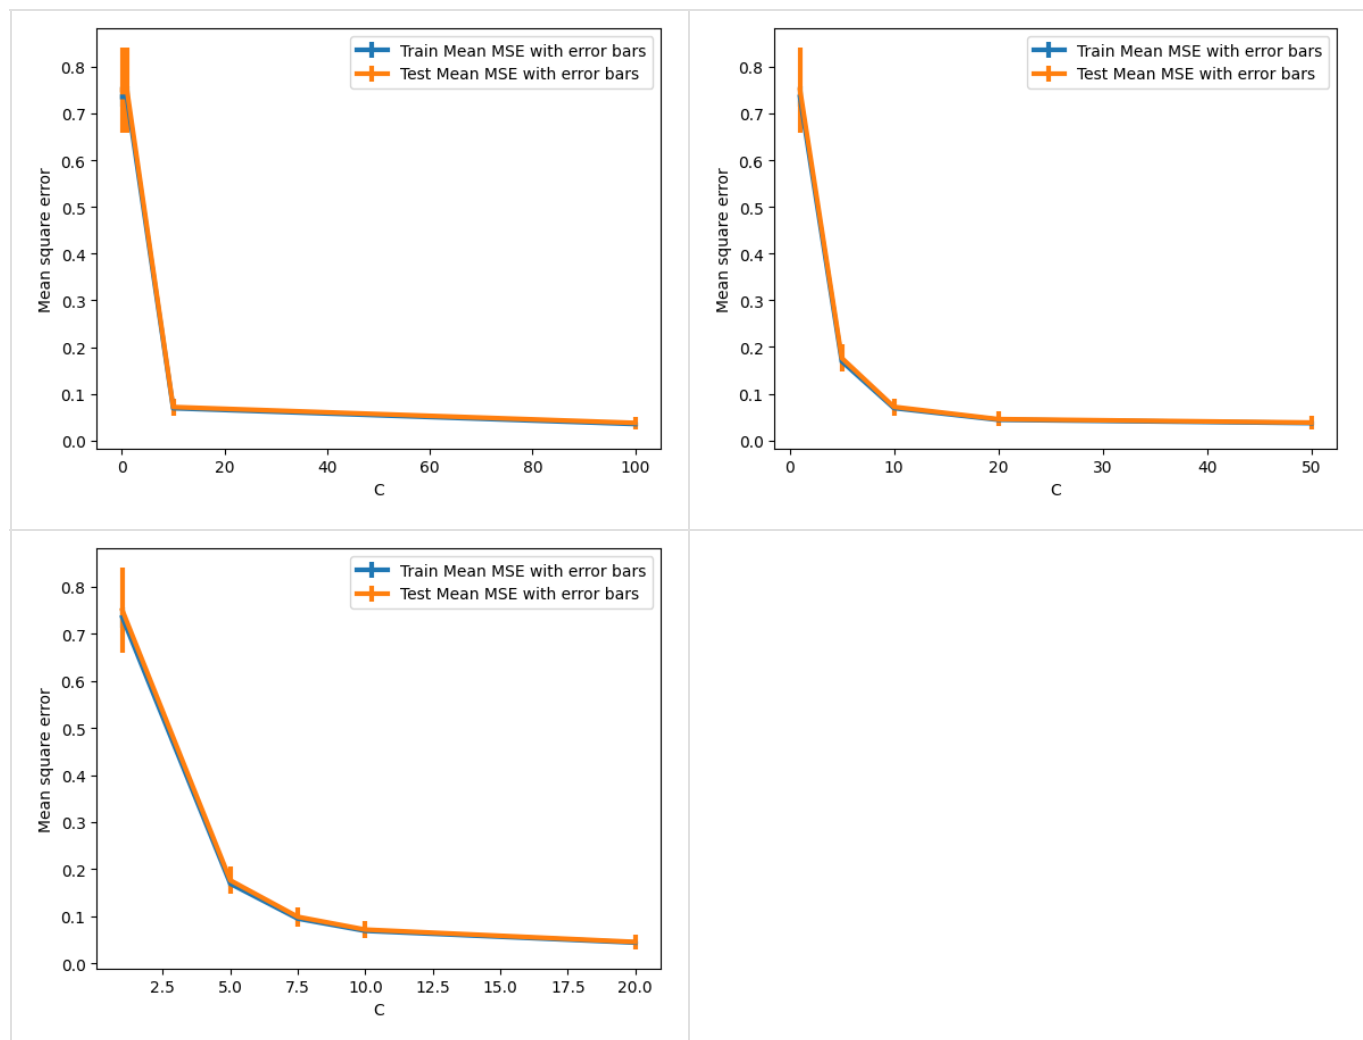 Train Mean MSE with error bars
Test Mean MSE with error bars
0.8
0.7
0.6
0.5
0.4
0.3
0.2
0.1
0.0
Mean square error
0 20 40 60 80 100
C
Train Mean MSE with error bars
Test Mean MSE with error bars
0.8
0.7
0.6
0.5
0.4
0.3
0.2
0.1
0.0
Mean square error
0 10 20 30 40 50
C
Train Mean MSE with error bars
Test Mean MSE with error bars
0.8
0.7
0.6
0.5
0.4
0.3
0.2
0.1
0.0
Mean square error
2.5 5.0 7.5 10.0 12.5 15.0 17.5 20.0
C